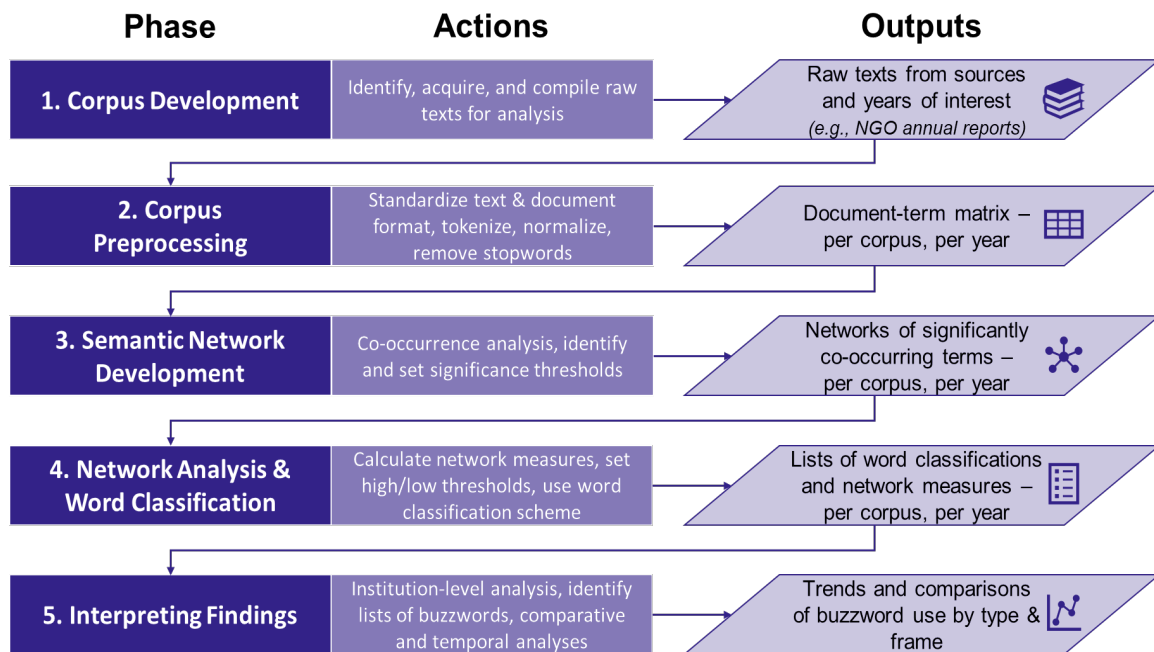 Phase
Actions
Outputs
1. Corpus Development
Identify, acquire, and compile raw
texts for analysis
Raw texts from sources
and years of interest
(e.g., NGO annual reports)
2. Corpus
Preprocessing
Standardize text & document
format, tokenize, normalize,
remove stopwords
Document-term matrix –
per corpus, per year
3. Semantic Network
Development
Co-occurrence analysis, identify
and set significance thresholds
Networks of significantly
co-occurring terms –
per corpus, per year
4. Network Analysis &
Word Classification
Calculate network measures, set
high/low thresholds, use word
classification scheme
Lists of word classifications
and network measures –
per corpus, per year
5. Interpreting Findings
Institution-level analysis, identify
lists of buzzwords, comparative
and temporal analyses
Trends and comparisons
of buzzword use by type &
frame